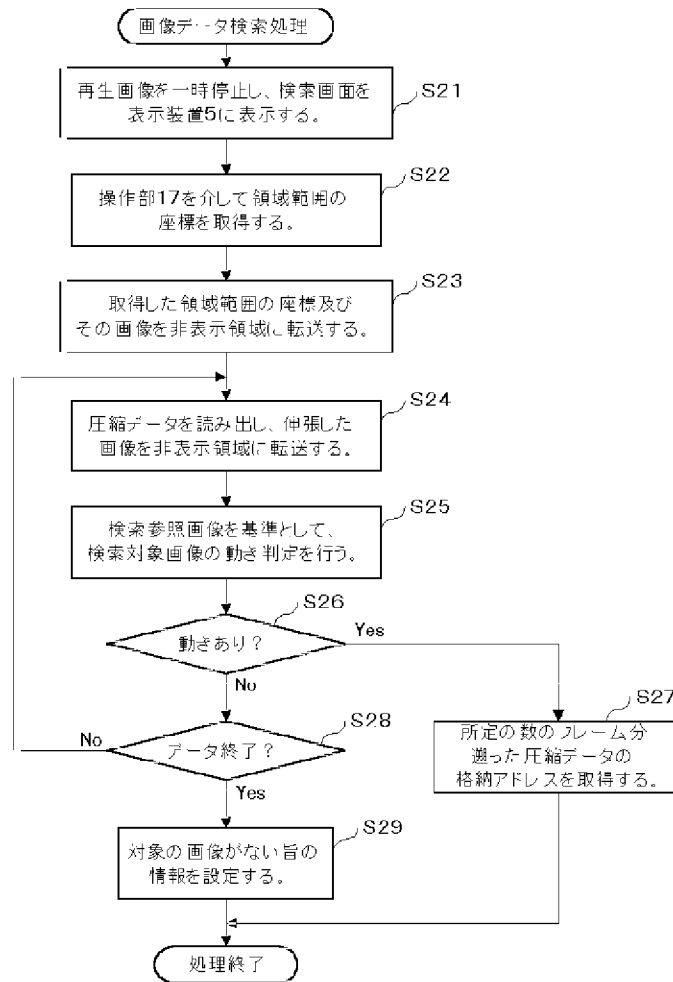 画像データ検索処理
再生画像を一時停止し、検索画面を
表示装置5に表示する。
S21
操作部17を介して領域範囲の
座標を取得する。
S22
取得した領域範囲の座標及び
その画像を非表示領域に転送する。
S23
圧縮データを読み出し、伸張した
画像を非表示領域に転送する。
S24
検索参照画像を基準として、
検索対象画像の動き判定を行う。
S25
動きあり？
S26
Yes
No
所定の数のフレーム分
遡った圧縮データの
格納アドレスを取得する。
S27
データ終了？
S28
No
Yes
対象の画像がない旨の
情報を設定する。
S29
処理終了